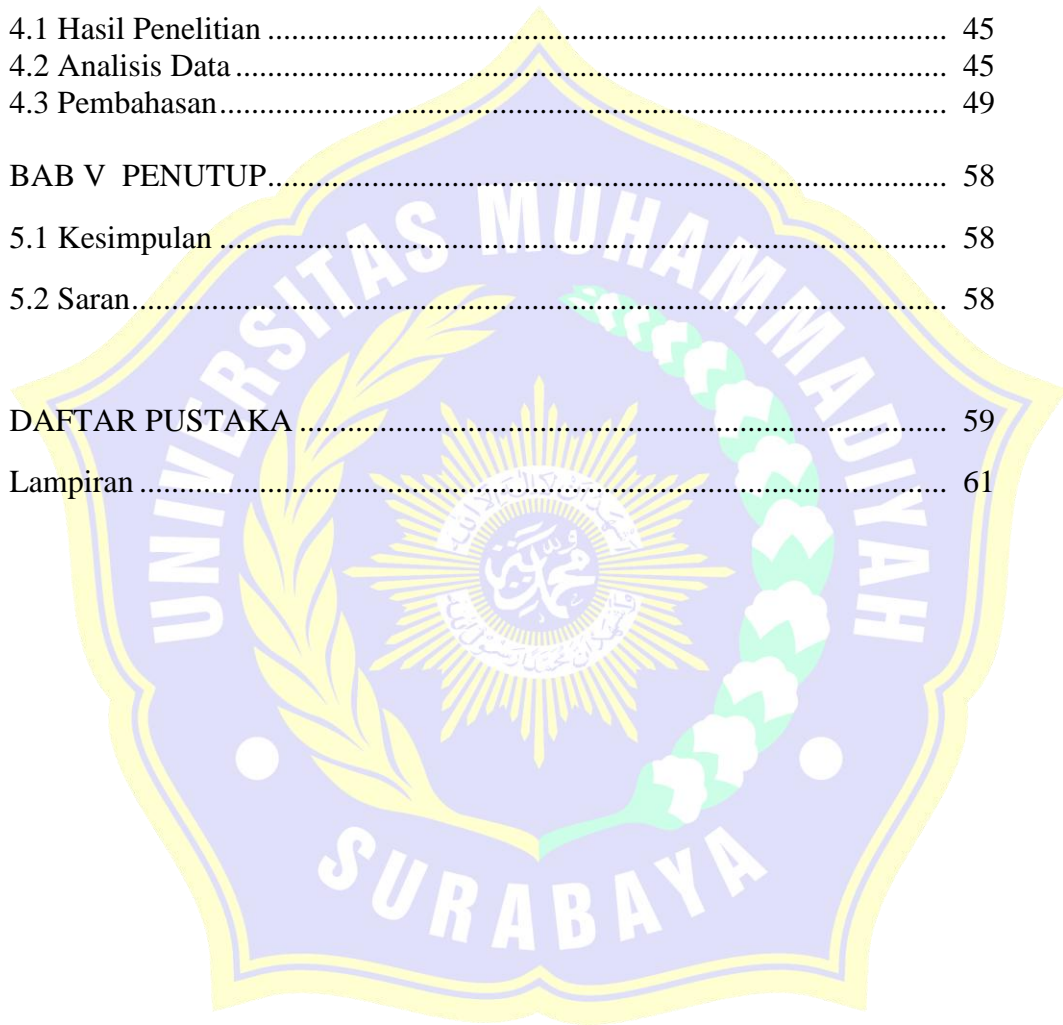 4.1 Hasil Penelitian .......... 45
4.2 Analisis Data .......... 45
4.3 Pembahasan .......... 49
BAB V PENUTUP .......... 58
5.1 Kesimpulan .......... 58
5.2 Saran .......... 58
DAFTAR PUSTAKA .......... 59
Lampiran .......... 61
UNIVERSITAS MUHAMMADIYAH
SURABAYA
محمد